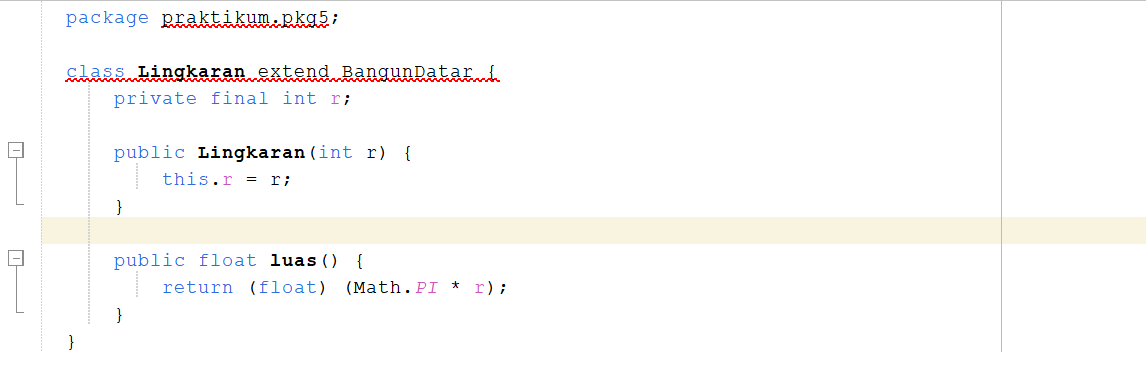 package praktikum.pkg5;
class Lingkaran extend BangunDatar {
private final int r;
public Lingkaran(int r) {
this.r = r;
}
public float luas() {
return (float) (Math.PI * r);
}
}